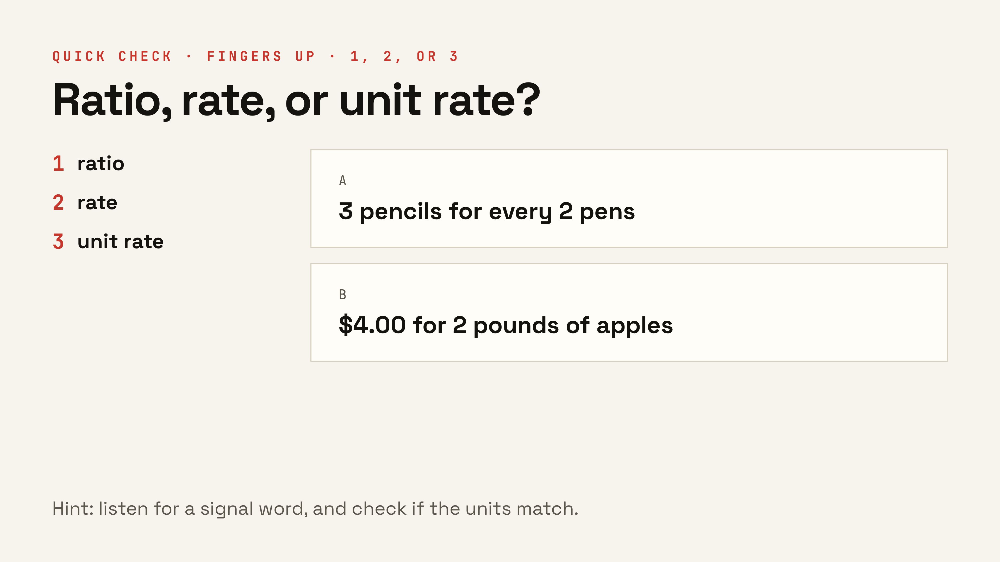 QUICK CHECK · FINGERS UP · 1, 2, OR 3
Ratio, rate, or unit rate?
1 ratio
2 rate
3 unit rate
A
3 pencils for every 2 pens
B
$4.00 for 2 pounds of apples
Hint: listen for a signal word, and check if the units match.